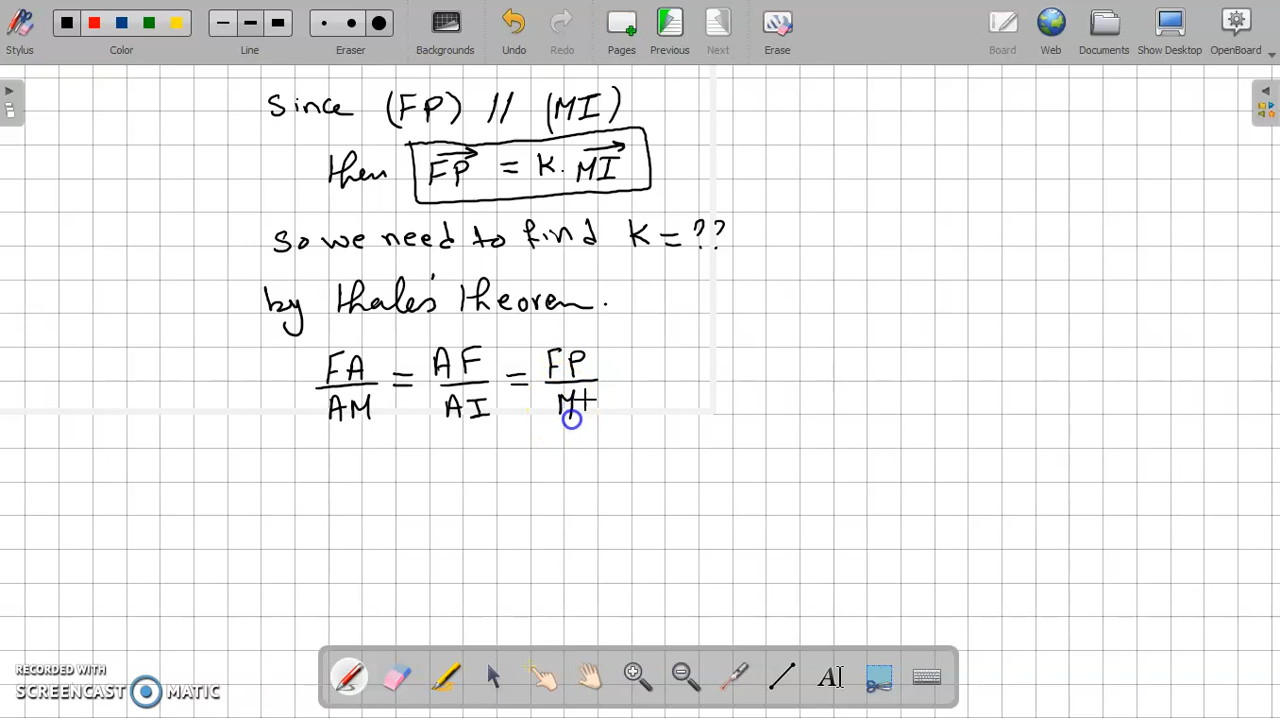 Stylus Color Line Eraser Backgrounds Undo Redo Pages Previous Next Erase Board Web Documents Show Desktop OpenBoard
Since (FP) // (MI)
then FP = K. MI
so we need to find K = ??
by thale's theorem.
FA/AM = AF/AI = FP/M
RECORDED WITH
SCREENCAST MATIC